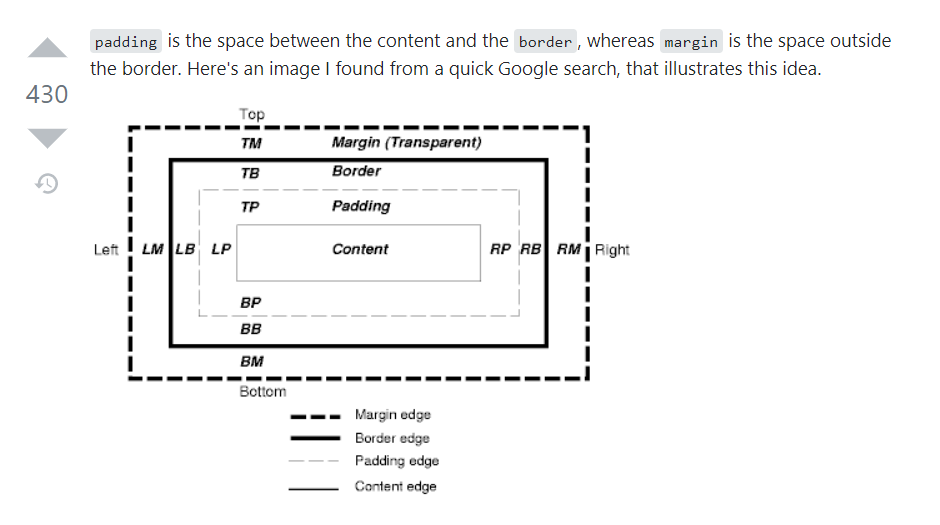 padding is the space between the content and the border, whereas margin is the space outside
the border. Here's an image I found from a quick Google search, that illustrates this idea.
430
Top
TM Margin (Transparent)
TB Border
TP Padding
Left LM LB LP Content RP RB RM Right
BP
BB
BM
Bottom
Margin edge
Border edge
Padding edge
Content edge